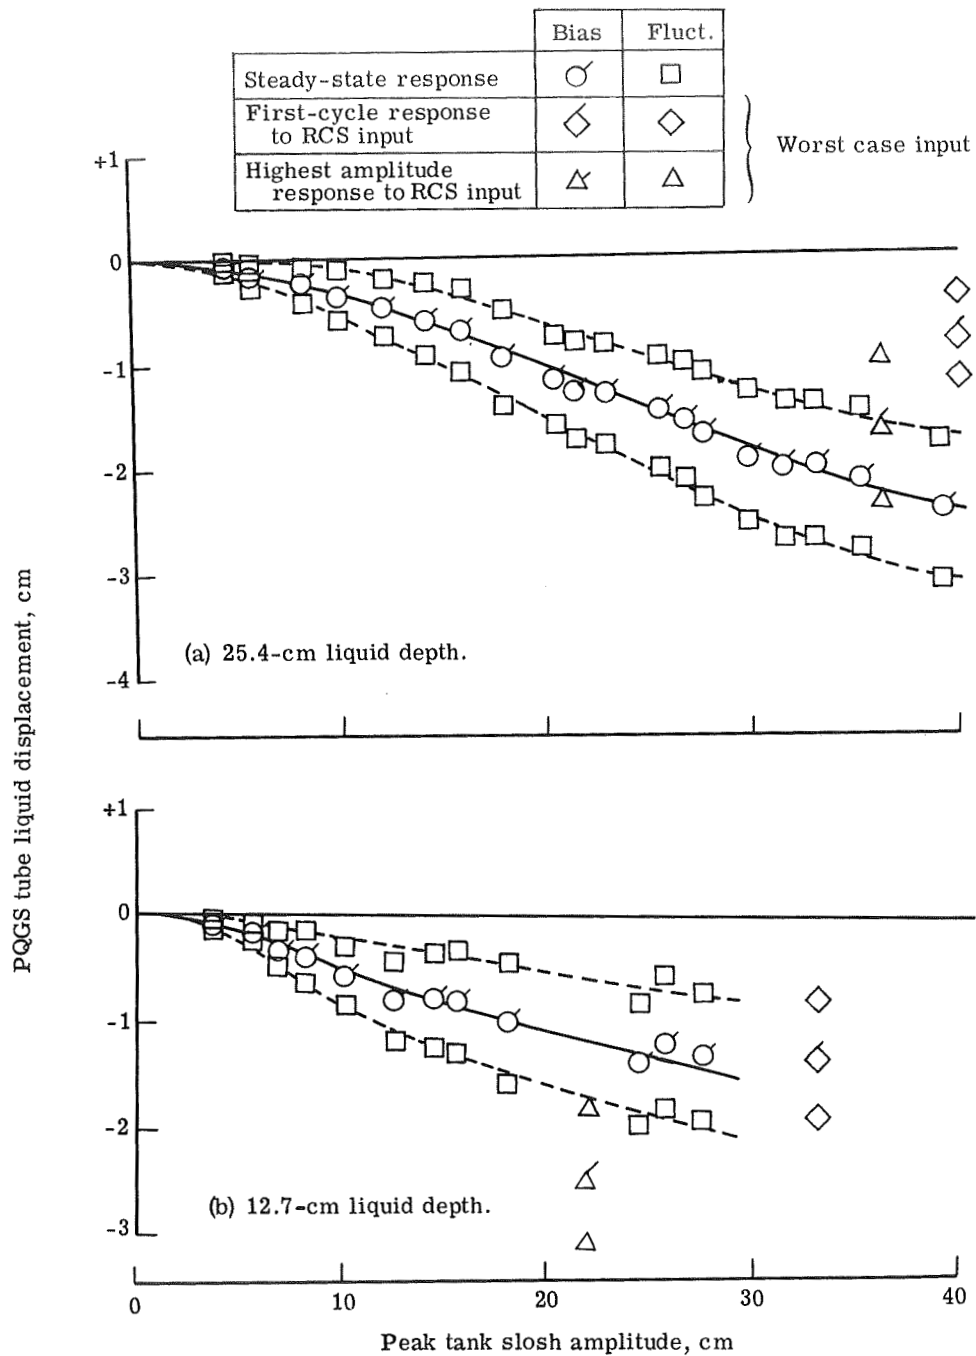 Bias Fluct.
Steady-state response
First-cycle response
to RCS input
Highest amplitude
response to RCS input
Worst case input
+1
0
-1
-2
-3
-4
(a) 25.4-cm liquid depth.
PQGS tube liquid displacement, cm
+1
0
-1
-2
-3
(b) 12.7-cm liquid depth.
0 10 20 30 40
Peak tank slosh amplitude, cm